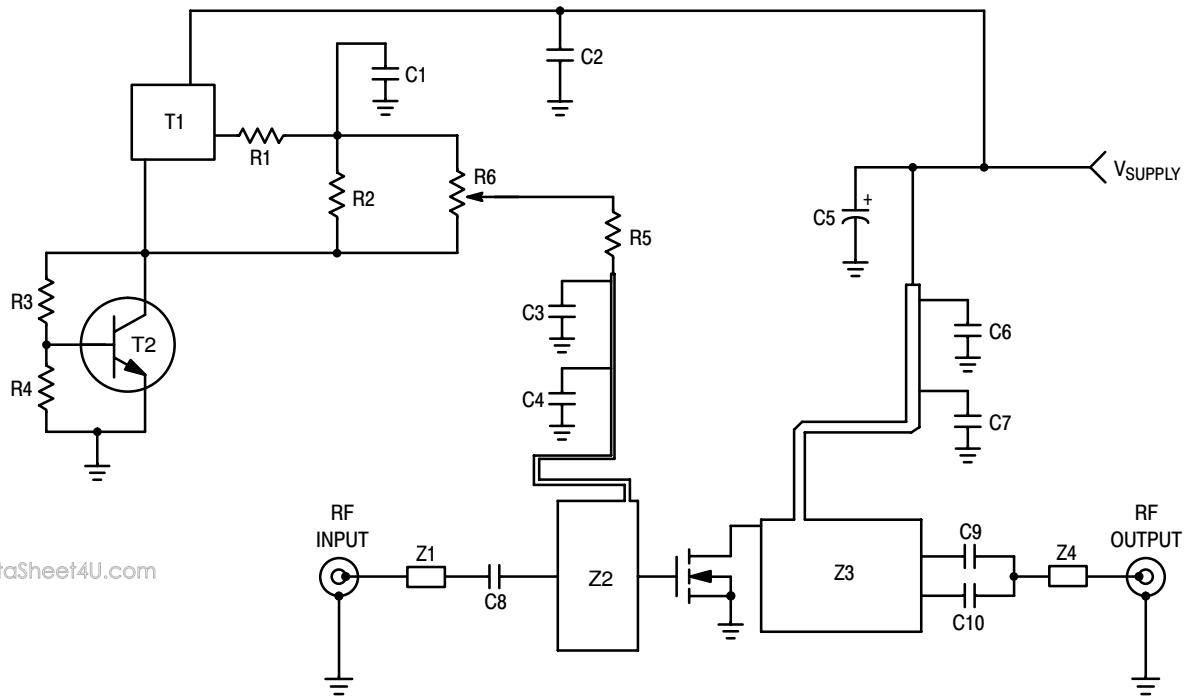 C2
C1
T1
R1
R2
R6
VSUPPLY
C5
+
R5
R3
T2
R4
C3
C4
C6
C7
RF
INPUT
Z1
C8
Z2
Z3
C9
C10
Z4
RF
OUTPUT
taSheet4U.com